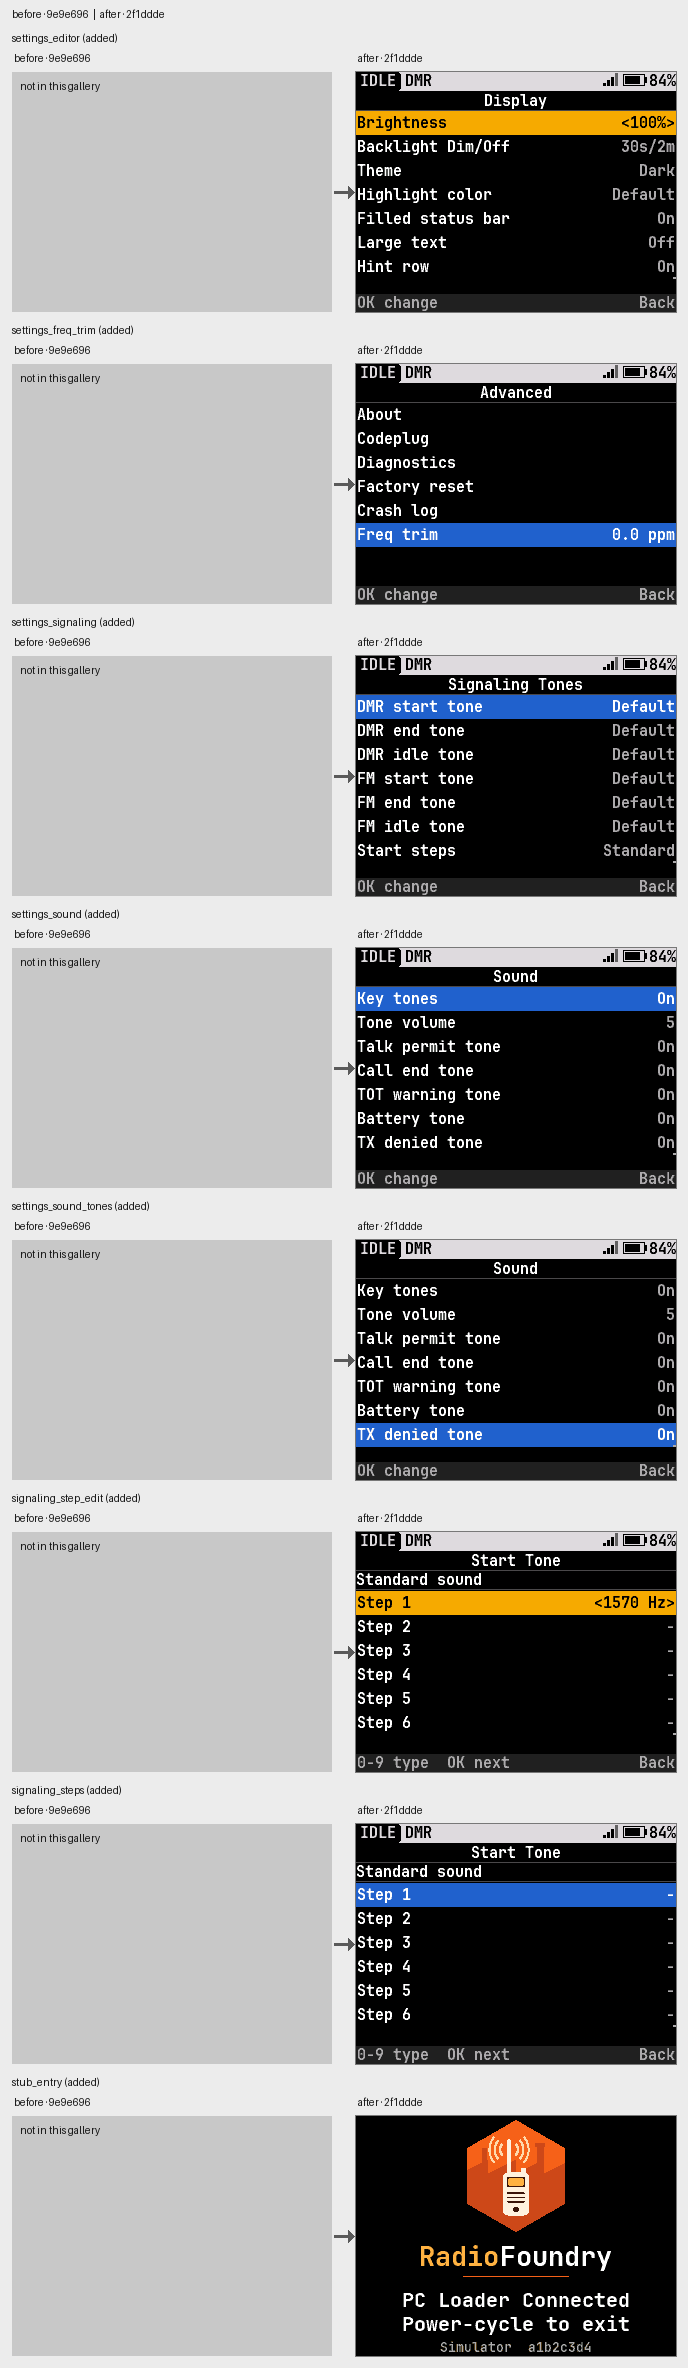 before · 9e9e696 | after · 2f1ddde
settings_editor (added)
before · 9e9e696 after · 2f1ddde
not in this gallery
IDLE DMR 84%
Display
Brightness <100%>
Backlight Dim/Off 30s/2m
Theme Dark
Highlight color Default
Filled status bar On
Large text Off
Hint row On
OK change Back
settings_freq_trim (added)
before · 9e9e696 after · 2f1ddde
not in this gallery
IDLE DMR 84%
Advanced
About
Codeplug
Diagnostics
Factory reset
Crash log
Freq trim 0.0 ppm
OK change Back
settings_signaling (added)
before · 9e9e696 after · 2f1ddde
not in this gallery
IDLE DMR 84%
Signaling Tones
DMR start tone Default
DMR end tone Default
DMR idle tone Default
FM start tone Default
FM end tone Default
FM idle tone Default
Start steps Standard
OK change Back
settings_sound (added)
before · 9e9e696 after · 2f1ddde
not in this gallery
IDLE DMR 84%
Sound
Key tones On
Tone volume 5
Talk permit tone On
Call end tone On
TOT warning tone On
Battery tone On
TX denied tone On
OK change Back
settings_sound_tones (added)
before · 9e9e696 after · 2f1ddde
not in this gallery
IDLE DMR 84%
Sound
Key tones On
Tone volume 5
Talk permit tone On
Call end tone On
TOT warning tone On
Battery tone On
TX denied tone On
OK change Back
signaling_step_edit (added)
before · 9e9e696 after · 2f1ddde
not in this gallery
IDLE DMR 84%
Start Tone
Standard sound
Step 1 <1570 Hz>
Step 2 -
Step 3 -
Step 4 -
Step 5 -
Step 6 -
0-9 type OK next Back
signaling_steps (added)
before · 9e9e696 after · 2f1ddde
not in this gallery
IDLE DMR 84%
Start Tone
Standard sound
Step 1 -
Step 2 -
Step 3 -
Step 4 -
Step 5 -
Step 6 -
0-9 type OK next Back
stub_entry (added)
before · 9e9e696 after · 2f1ddde
not in this gallery
RadioFoundry
PC Loader Connected
Power-cycle to exit
Simulator a1b2c3d4